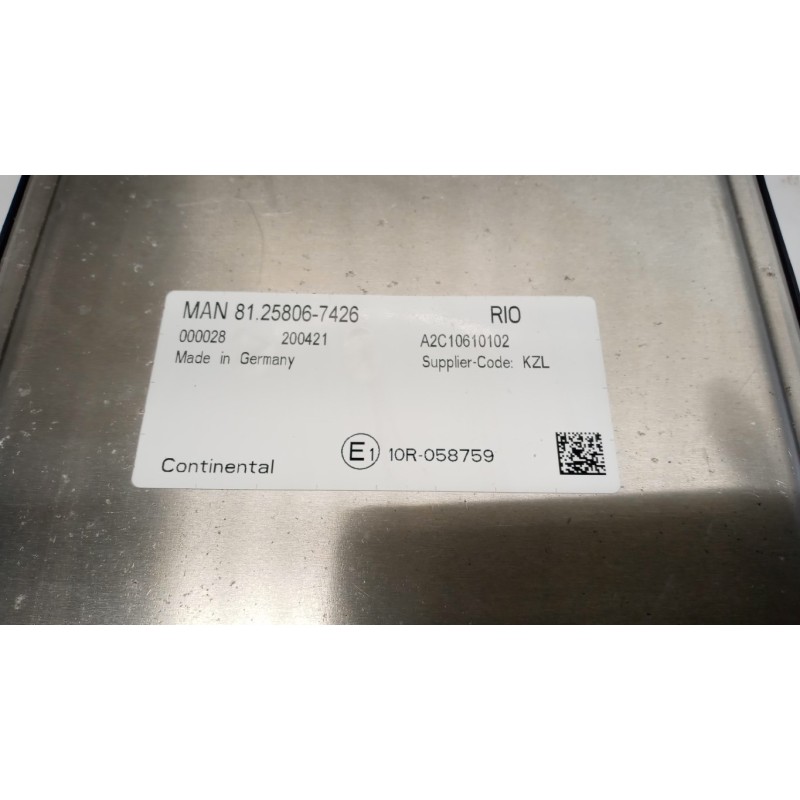 MAN 81.25806-7426 RIO
000028 200421 A2C10610102
Made in Germany Supplier-Code: KZL
Continental E1 10R-058759